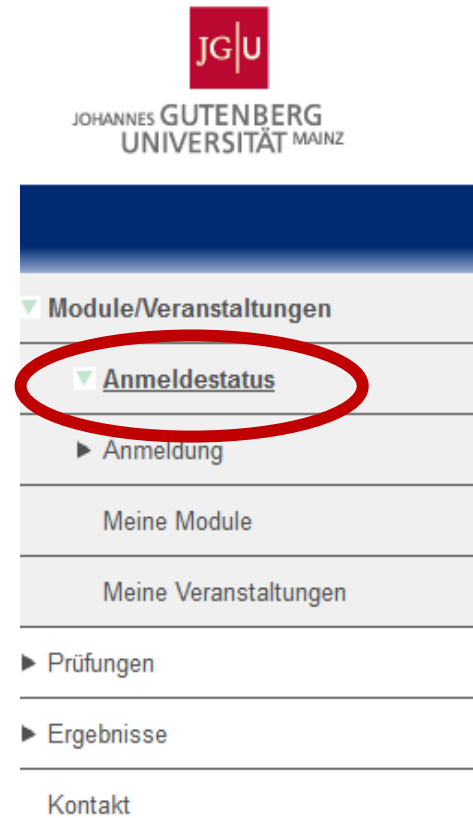 JG|U
JOHANNES GUTENBERG
UNIVERSITÄT MAINZ
Module/Veranstaltungen
Anmeldestatus
Anmeldung
Meine Module
Meine Veranstaltungen
Prüfungen
Ergebnisse
Kontakt